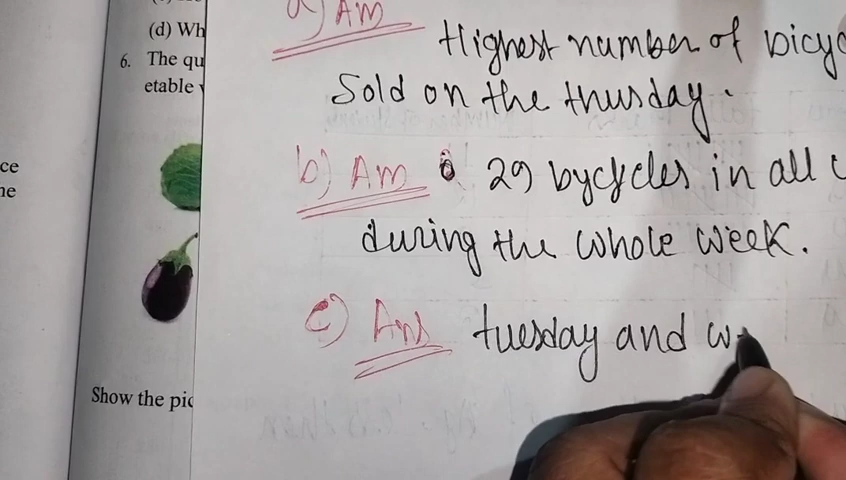 (d) Wh
6. The qu
etable
ce
ne
Show the pic
a) Ans
Highest number of bicyc
Sold on the thusday.
b) Ans 29 bycycles in all
during the whole week.
c) Ans tuesday and w